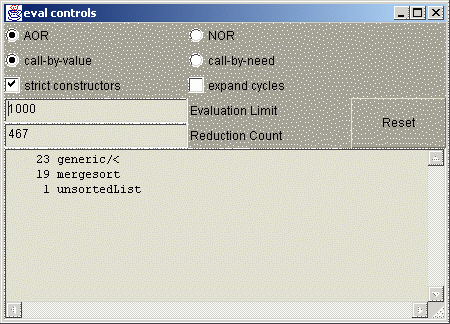 eval controls
AOR NOR
call-by-value call-by-need
strict constructors expand cycles
1000 Evaluation Limit
Reset
467 Reduction Count
23 generic/<
19 mergesort
1 unsortedList